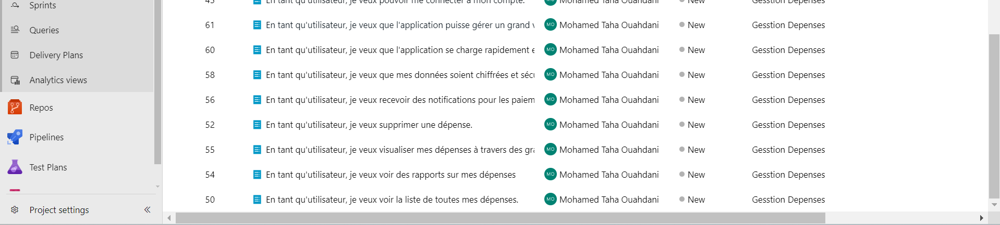 Sprints
Queries
Delivery Plans
Analytics views
Repos
Pipelines
Test Plans
Project settings
En tant qu'utilisateur, je veux pouvoir me connecter à mon compte. MO Mohamed Taha Ouahdani New Gesstion Depenses
61 En tant qu'utilisateur, je veux que l'application puisse gérer un grand MO Mohamed Taha Ouahdani New Gesstion Depenses
60 En tant qu'utilisateur, je veux que l'application se charge rapidement MO Mohamed Taha Ouahdani New Gesstion Depenses
58 En tant qu'utilisateur, je veux que mes données soient chiffrées et MO Mohamed Taha Ouahdani New Gesstion Depenses
56 En tant qu'utilisateur, je veux recevoir des notifications pour les paiem MO Mohamed Taha Ouahdani New Gesstion Depenses
52 En tant qu'utilisateur, je veux supprimer une dépense. MO Mohamed Taha Ouahdani New Gesstion Depenses
55 En tant qu'utilisateur, je veux visualiser mes dépenses à travers des MO Mohamed Taha Ouahdani New Gesstion Depenses
54 En tant qu'utilisateur, je veux voir des rapports sur mes dépenses MO Mohamed Taha Ouahdani New Gesstion Depenses
50 En tant qu'utilisateur, je veux voir la liste de toutes mes dépenses. MO Mohamed Taha Ouahdani New Gesstion Depenses